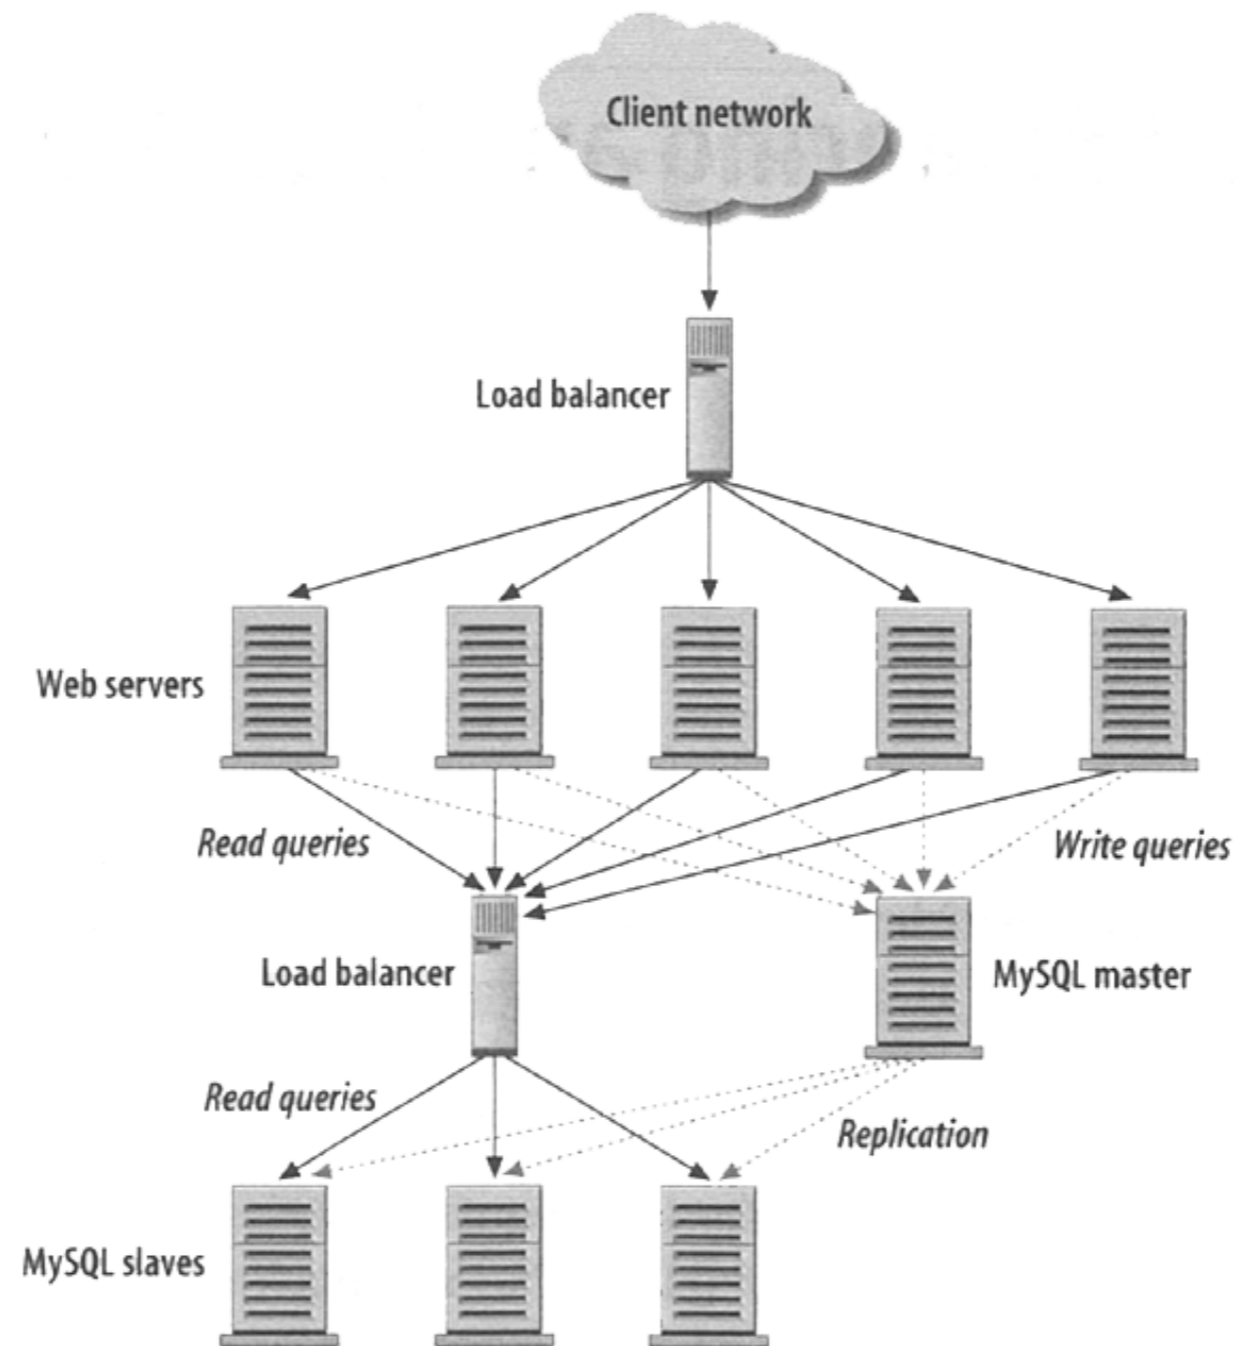 Client network
Load balancer
Web servers
Read queries
Write queries
Load balancer
MySQL master
Read queries
Replication
MySQL slaves